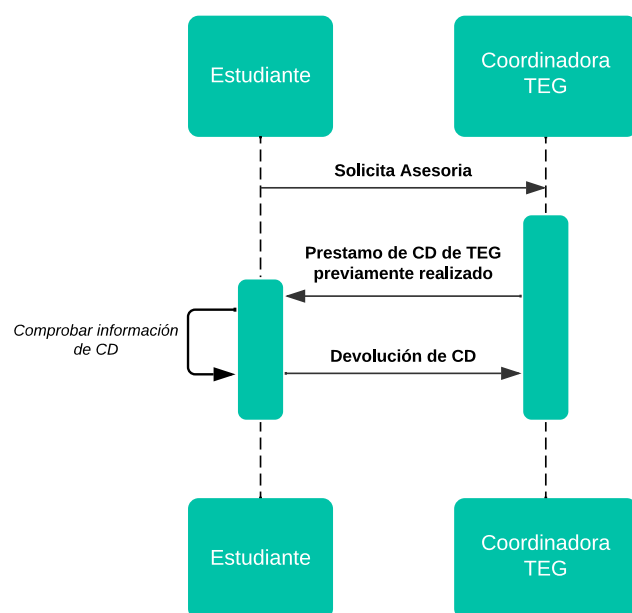 Estudiante
Coordinadora
TEG
Solicita Asesoria
Prestamo de CD de TEG
previamente realizado
Comprobar información
de CD
Devolución de CD
Estudiante
Coordinadora
TEG